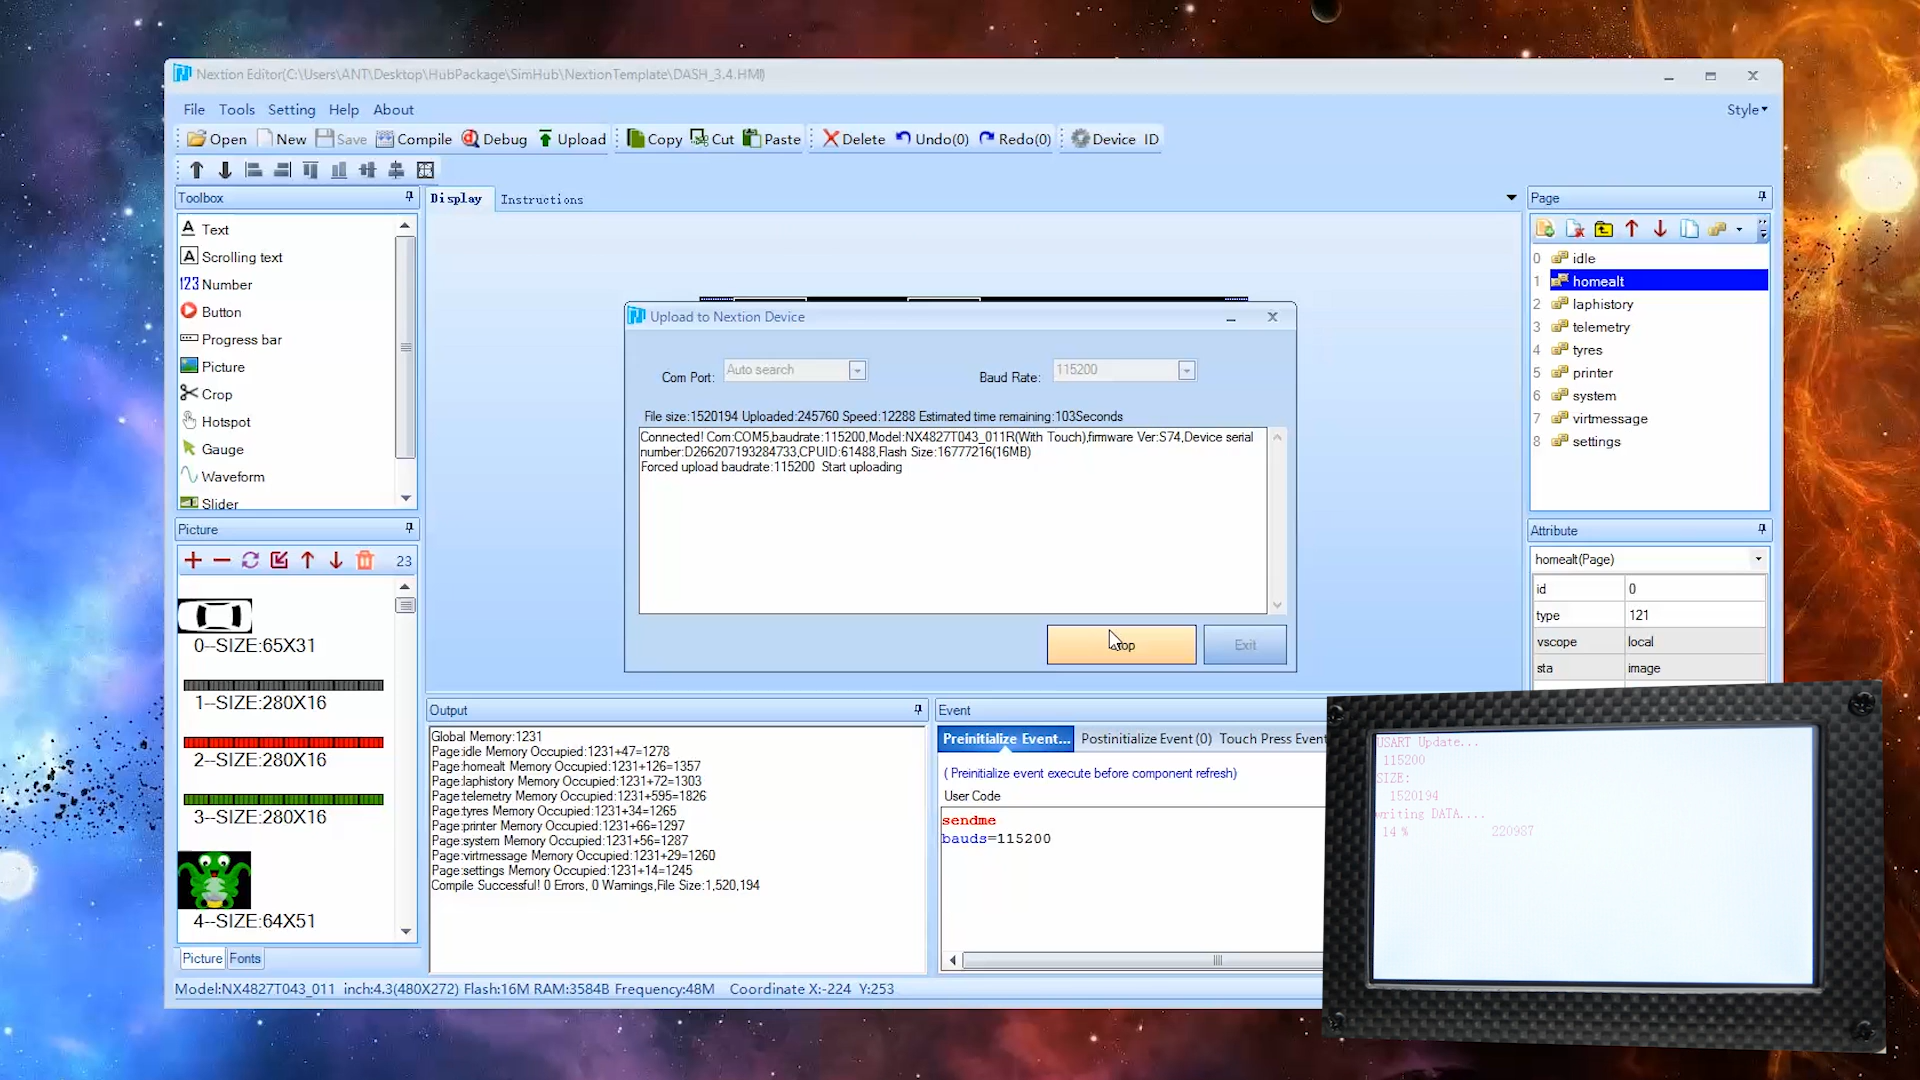 Nextion Editor(C:\Users\ANT\Desktop\HubPackage\SimHub\NextionTemplate\DASH_3.4.HMI)
File Tools Setting Help About
Style
Open New Save Compile Debug Upload Copy Cut Paste Delete Undo(0) Redo(0) Device ID
Toolbox
Text
Scrolling text
123 Number
Button
Progress bar
Picture
Crop
Hotspot
Gauge
Waveform
Slider
Picture
23
0--SIZE:65X31
1--SIZE:280X16
2--SIZE:280X16
3--SIZE:280X16
4--SIZE:64X51
Picture Fonts
Display Instructions
Upload to Nextion Device
Com Port: Auto search
Baud Rate: 115200
File size:1520194 Uploaded:245760 Speed:12288 Estimated time remaining:103Seconds
Connected! Com:COM5,baudrate:115200,Model:NX4827T043_011R(With Touch),firmware Ver:S74,Device serial
number:D266207193284733,CPUID:61488,Flash Size:16777216(16MB)
Forced upload baudrate:115200 Start uploading
Exit
Output
Global Memory:1231
Page:idle Memory Occupied:1231+47=1278
Page:homealt Memory Occupied:1231+126=1357
Page:laphistory Memory Occupied:1231+72=1303
Page:telemetry Memory Occupied:1231+595=1826
Page:tyres Memory Occupied:1231+34=1265
Page:printer Memory Occupied:1231+66=1297
Page:system Memory Occupied:1231+56=1287
Page:virtmessage Memory Occupied:1231+29=1260
Page:settings Memory Occupied:1231+14=1245
Compile Successful! 0 Errors, 0 Warnings,File Size:1,520,194
Event
Preinitialize Event... Postinitialize Event(0) Touch Press Event
( Preinitialize event execute before component refresh)
User Code
sendme
bauds=115200
Page
0 idle
1 homealt
2 laphistory
3 telemetry
4 tyres
5 printer
6 system
7 virtmessage
8 settings
Attribute
homealt(Page)
id 0
type 121
vscope local
sta image
USART Update...
115200
SIZE:
1520194
writing DATA....
14 % 220987
Model:NX4827T043_011 inch:4.3(480X272) Flash:16M RAM:3584B Frequency:48M Coordinate X:-224 Y:253